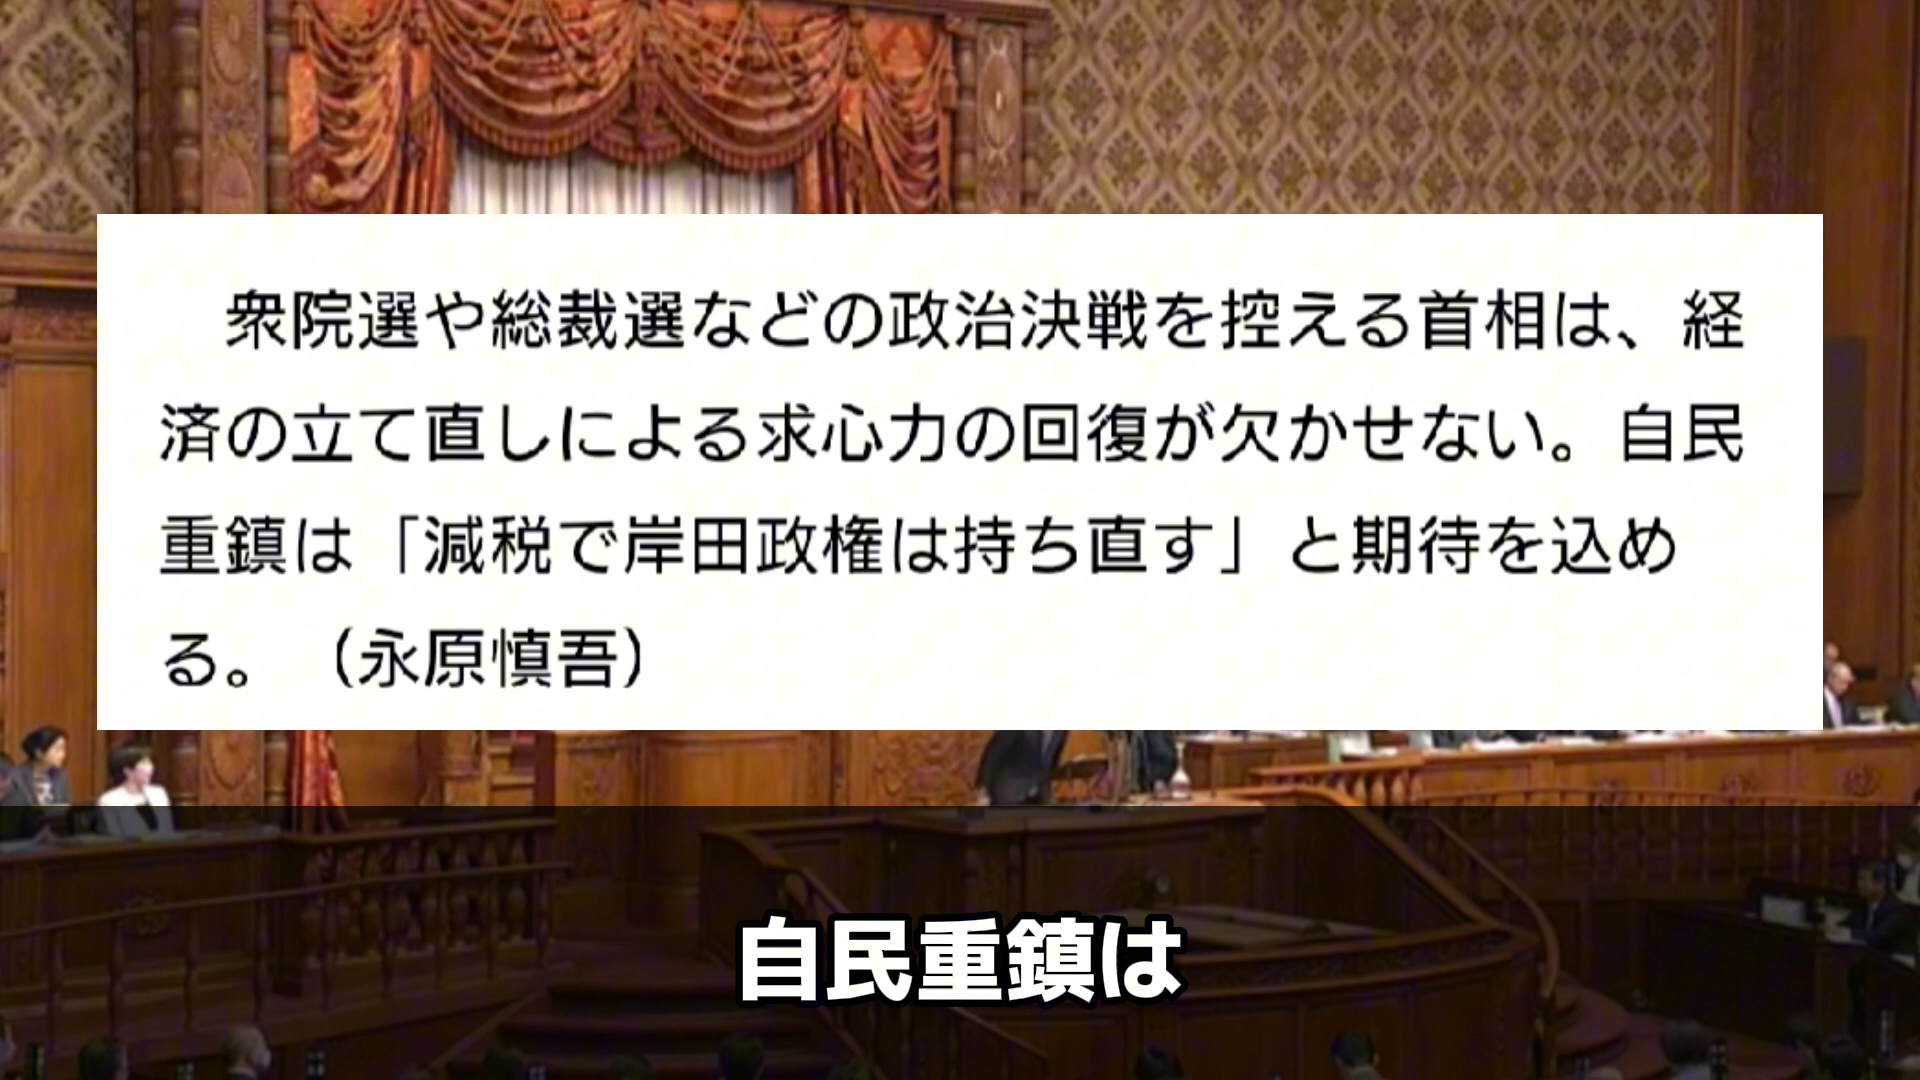 衆院選や総裁選などの政治決戦を控える首相は、経
済の立て直しによる求心力の回復が欠かせない。自民
重鎮は「減税で岸田政権は持ち直す」と期待を込め
る。（永原慎吾）
自民重鎮は